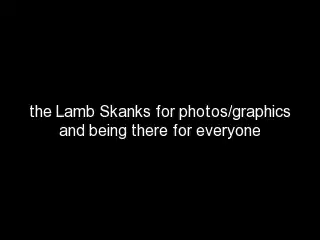 the Lamb Skanks for photos/graphics
and being there for everyone